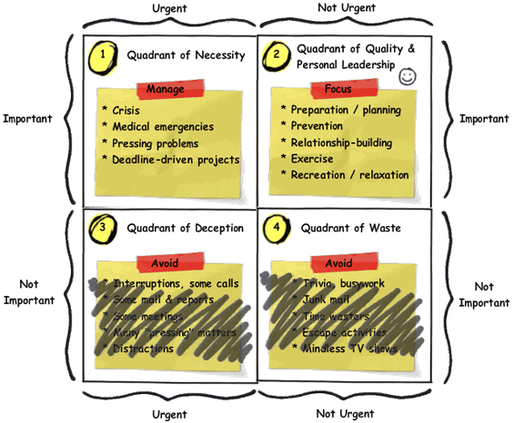 Urgent
Not Urgent
1
Quadrant of Necessity
2
Quadrant of Quality &
Personal Leadership
Important
Important
Manage
* Crisis
* Medical emergencies
* Pressing problems
* Deadline-driven projects
Focus
* Preparation / planning
* Prevention
* Relationship-building
* Exercise
* Recreation / relaxation
3
Quadrant of Deception
4
Quadrant of Waste
Not
Important
Not
Important
Avoid
* Interruptions, some calls
* Some mail & reports
* Some meetings
* Many "pressing" matters
* Distractions
Avoid
* Trivia, busywork
* Junk mail
* Time wasters
* Escape activities
* Mindless TV shows
Urgent
Not Urgent